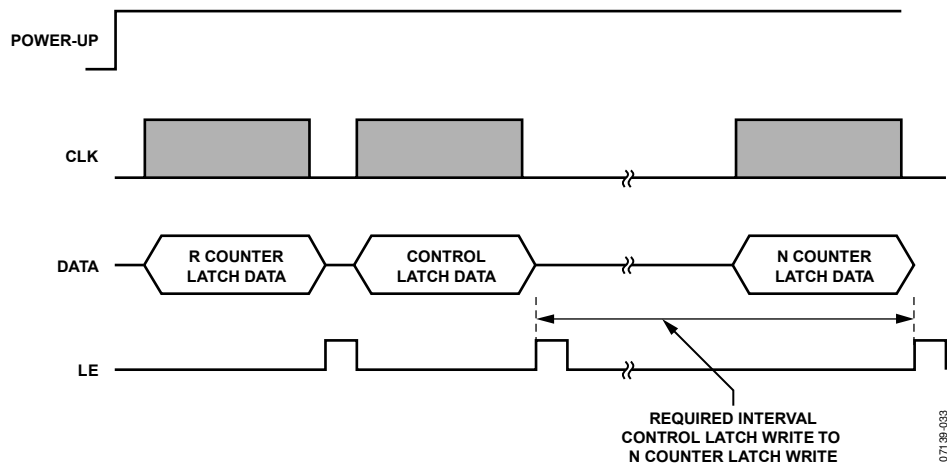 POWER-UP
CLK
DATA
R COUNTER
LATCH DATA
CONTROL
LATCH DATA
N COUNTER
LATCH DATA
LE
REQUIRED INTERVAL
CONTROL LATCH WRITE TO
N COUNTER LATCH WRITE
07139-033